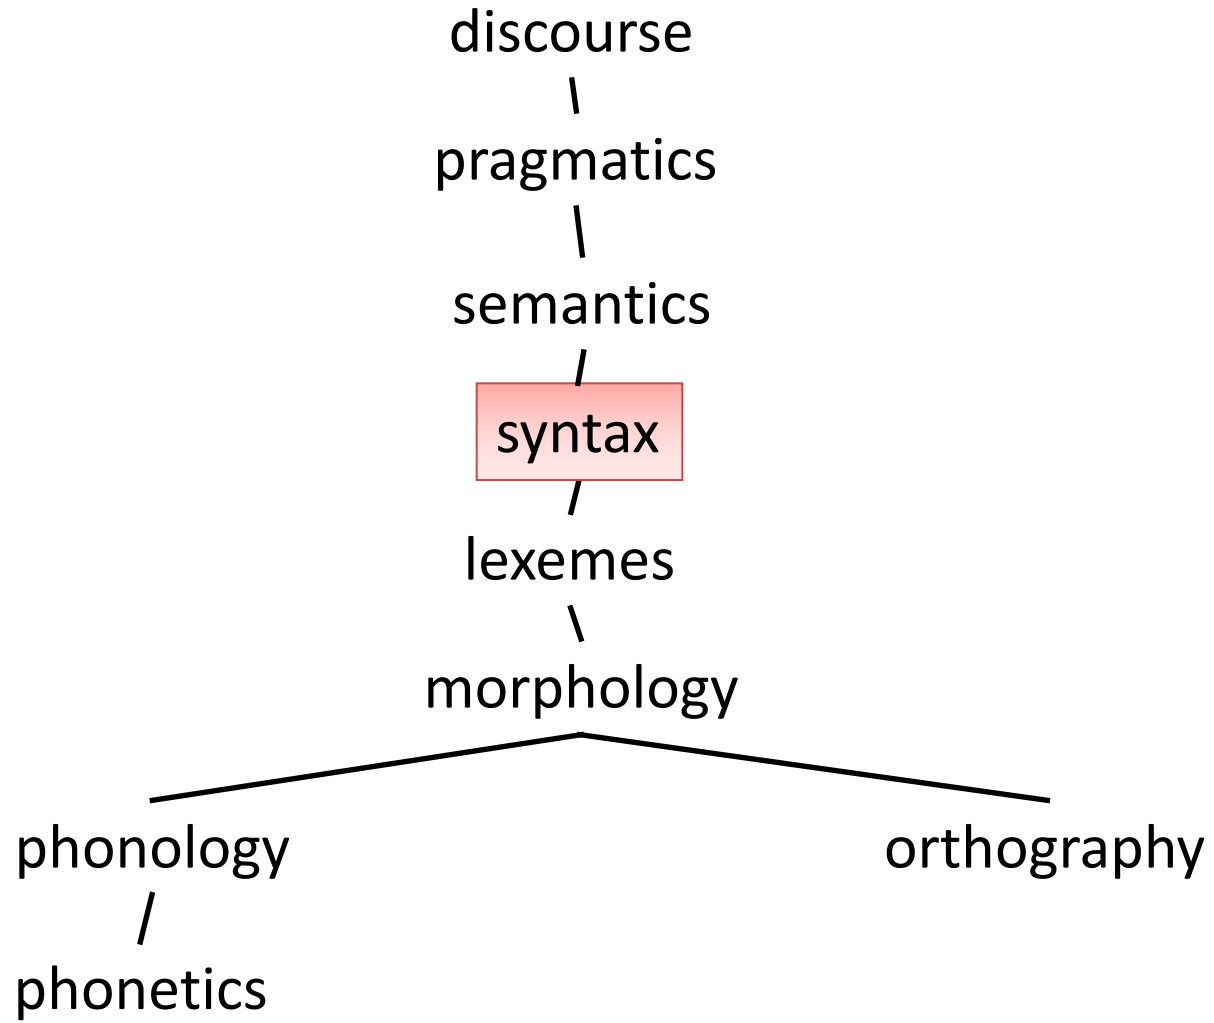 discourse
pragmatics
semantics
syntax
lexemes
morphology
phonology
orthography
phonetics